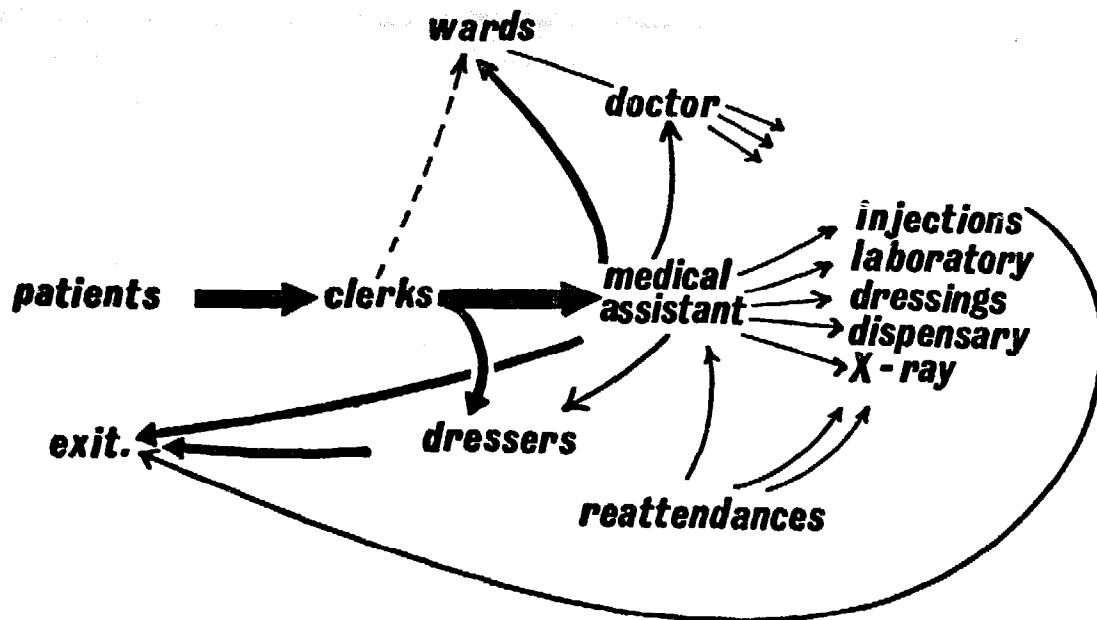 wards
doctor
injections
laboratory
dressings
dispensary
X-ray
patients
clerks
medical
assistant
exit.
dressers
reattendances